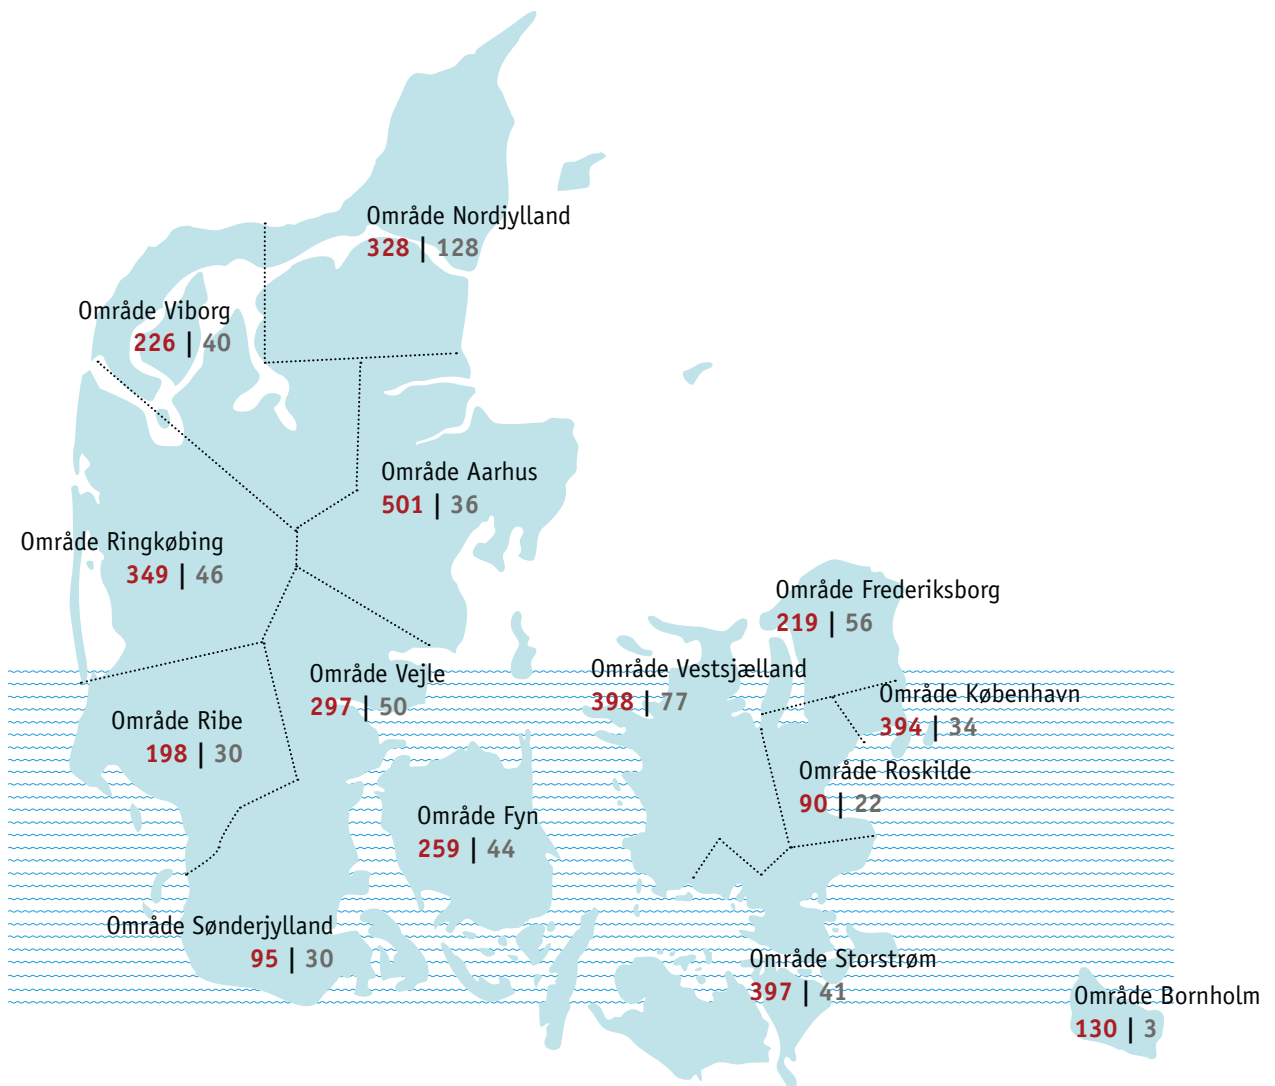 Område Nordjylland
328 | 128
Område Viborg
226 | 40
Område Aarhus
501 | 36
Område Ringkøbing
349 | 46
Område Frederiksborg
219 | 56
Område Vejle
297 | 50
Område Vestsjælland
398 | 77
Område København
394 | 34
Område Ribe
198 | 30
Område Roskilde
90 | 22
Område Fyn
259 | 44
Område Sønderjylland
95 | 30
Område Storstrøm
397 | 41
Område Bornholm
130 | 3